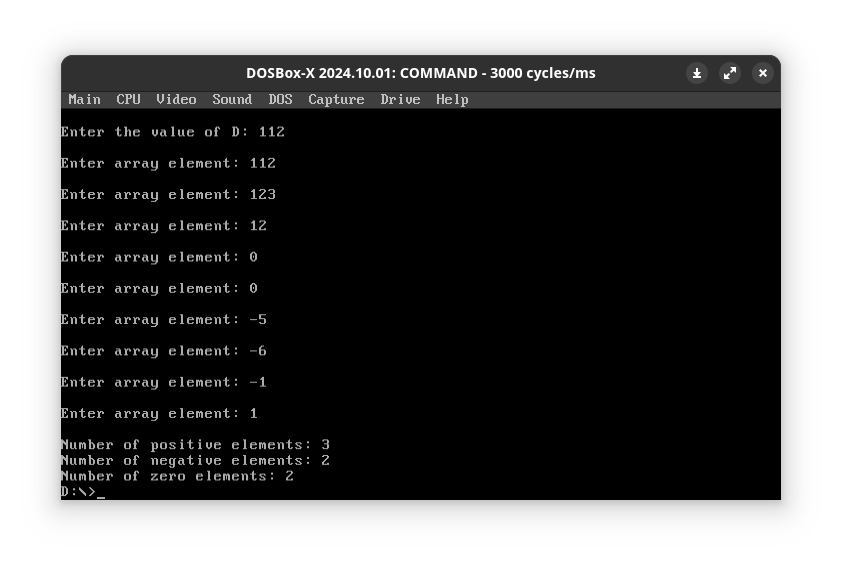 DOSBox-X 2024.10.01: COMMAND - 3000 cycles/ms
Main CPU Video Sound DOS Capture Drive Help
Enter the value of D: 112
Enter array element: 112
Enter array element: 123
Enter array element: 12
Enter array element: 0
Enter array element: 0
Enter array element: -5
Enter array element: -6
Enter array element: -1
Enter array element: 1
Number of positive elements: 3
Number of negative elements: 2
Number of zero elements: 2
D:\>_